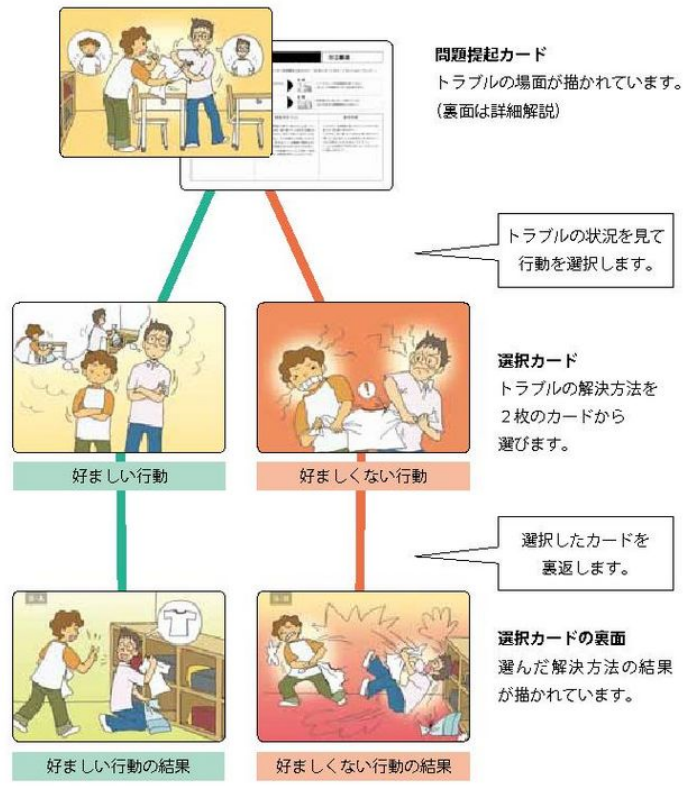 問題提起カード
トラブルの場面が描かれています。
(裏面は詳細解説)
トラブルの状況を見て
行動を選択します。
選択カード
トラブルの解決方法を
２枚のカードから
選びます。
好ましい行動
好ましくない行動
選択したカードを
裏返します。
選択カードの裏面
選んだ解決方法の結果
が描かれています。
好ましい行動の結果
好ましくない行動の結果